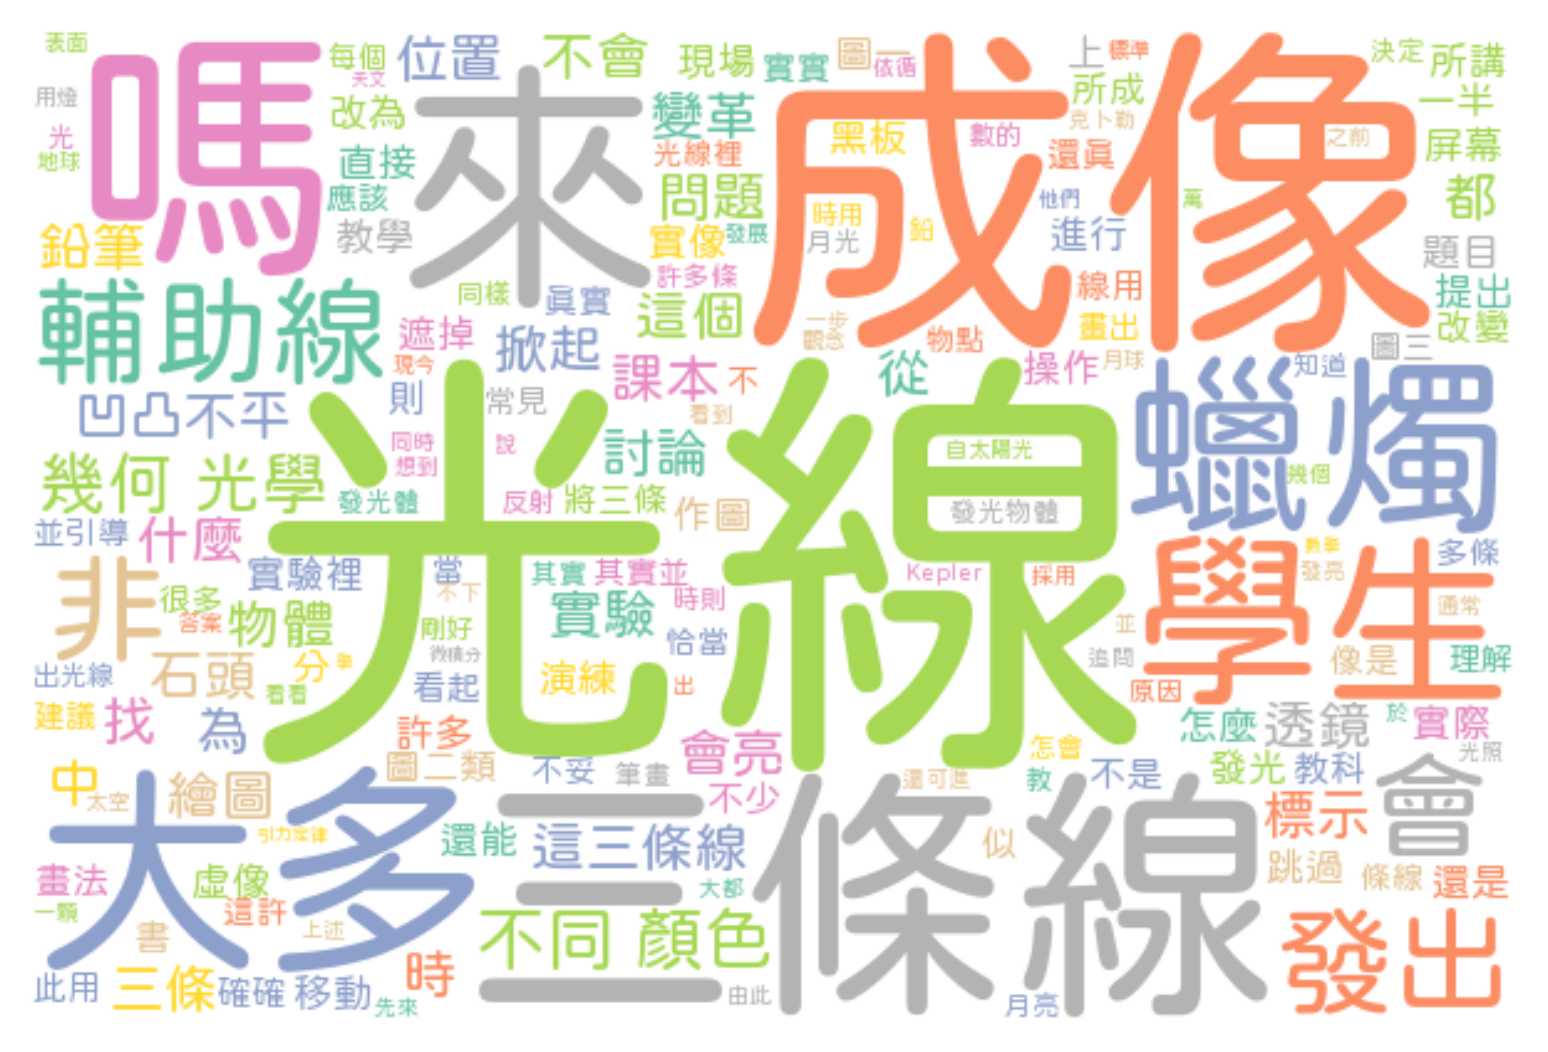 表面
每個
位置
不會
現場
實實
圖一
依循
上
標準
決定
所講
天文
用燈
嗎
來
成像
改為
變革
所成
一半
光
地球
直接
光線裡
黑板
數的
克卜勒
還真
之前
屏幕
應該
問題
他們
萬
都
鉛筆
教學
實像
發展
時用
月光
鉛
進行
題目
許多條
輔助線
同樣
真實
這個
線用
提出
遮掉
掀起
一步
觀念
物點
畫出
改變
圖三
現今
課本
不
從
操作
月球
知道
蠟燭
凹凸不平
則
常見
看到
光線
同時
想到
說
討論
自太陽光
幾何 光學
幾個
發光體
反射
將三條
作圖
發光物體
並引導
什麼
學生
數學
多條
非
實驗裡
當
其實
其實並
Kepler
採用
發亮
很多
不下
時則
答案
物體
剛好
實驗
恰當
並
通常
微積分
追問
出光線
石頭
分
學
看看
看起
演練
出
像是
理解
原因
建議
找
為
許多
會亮
怎麼
透鏡
於
實際
怎會
光照
中
太空
繪圖
圖二類
不妥
筆畫
還可進
教
不是
發光
教科
大多
三條線
不少
會
引力定律
還能
這三條線
似
標示
畫法
虛像
大都
跳過
條線
還是
一顆
這許
書
上述
不同 顏色
發出
此用
三條
確確
移動
時
先來
由此
月亮